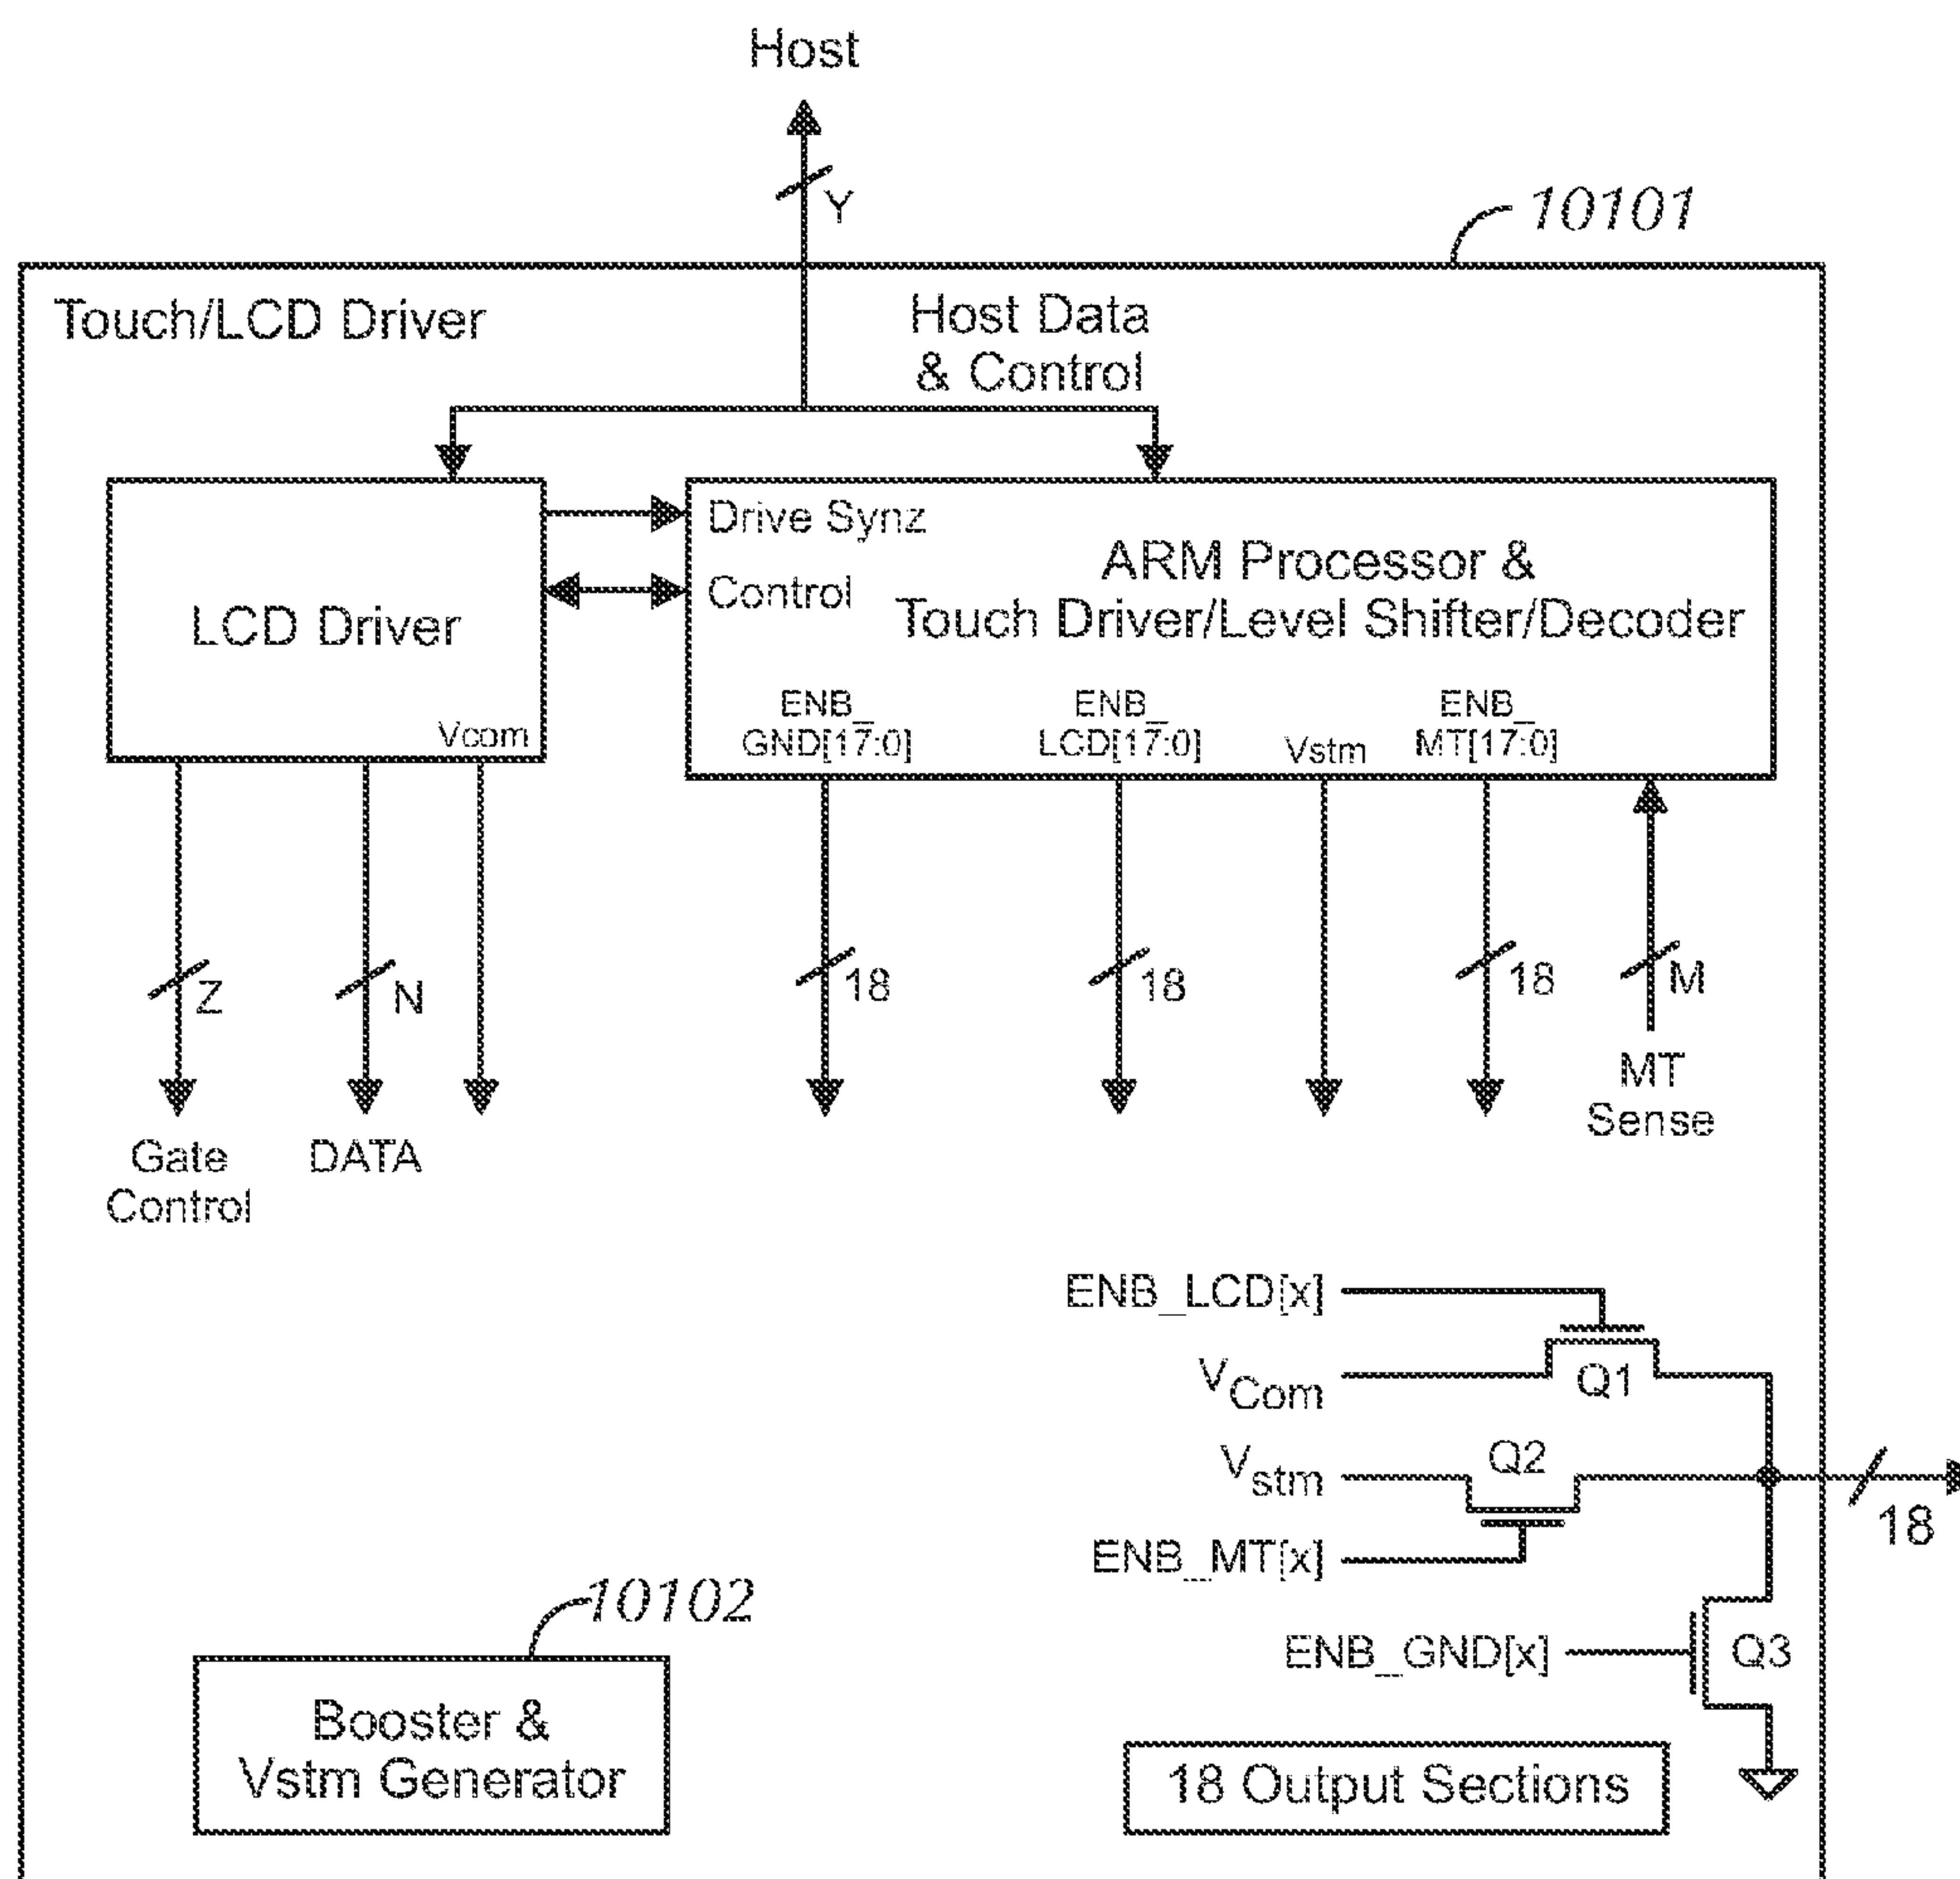 Host
Y
10101
Touch/LCD Driver
Host Data
& Control
Drive Synz
Control
ARM Processor &
Touch Driver/Level Shifter/Decoder
LCD Driver
Vcom
ENB_
GND[17:0]
ENB_
LCD[17:0]
Vstm
ENB_
MT[17:0]
Z
N
18
18
18
M
MT
Sense
Gate
Control
DATA
ENB_LCD[x]
Q1
VCom
Q2
Vstm
18
ENB_MT[x]
10102
ENB_GND[x]
Q3
Booster &
Vstm Generator
18 Output Sections